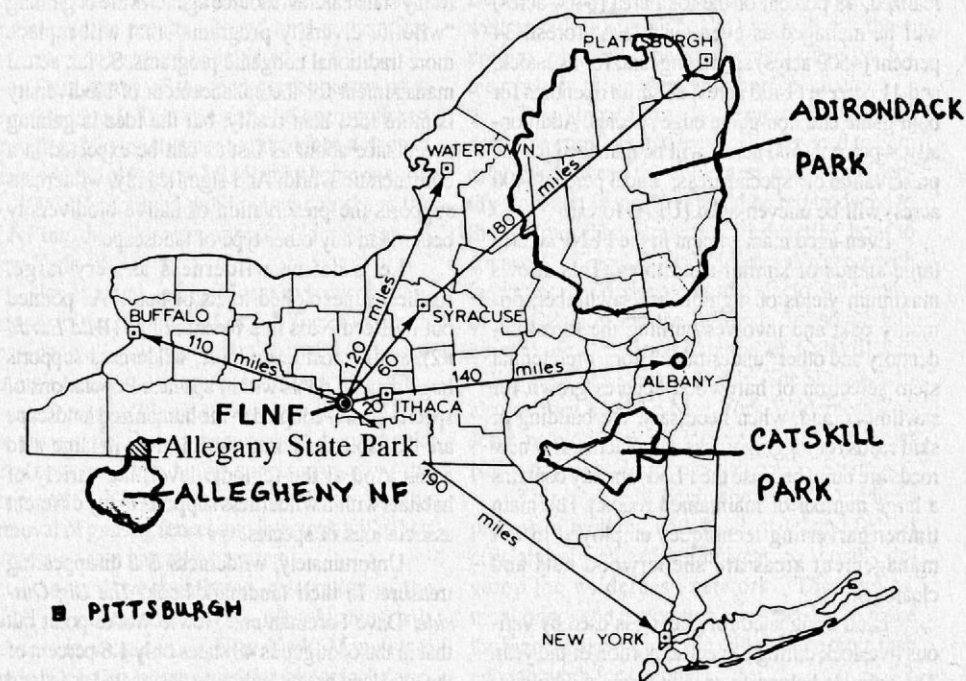 PLATTSBURGH
ADIRONDACK
PARK
WATERTOWN
miles
180
miles
SYRACUSE
BUFFALO
110 miles
120
60
140 miles
ALBANY
FLNF
20
ITHACA
CATSKILL
PARK
Allegany State Park
190
miles
ALLEGHENY NF
PITTSBURGH
NEW YORK